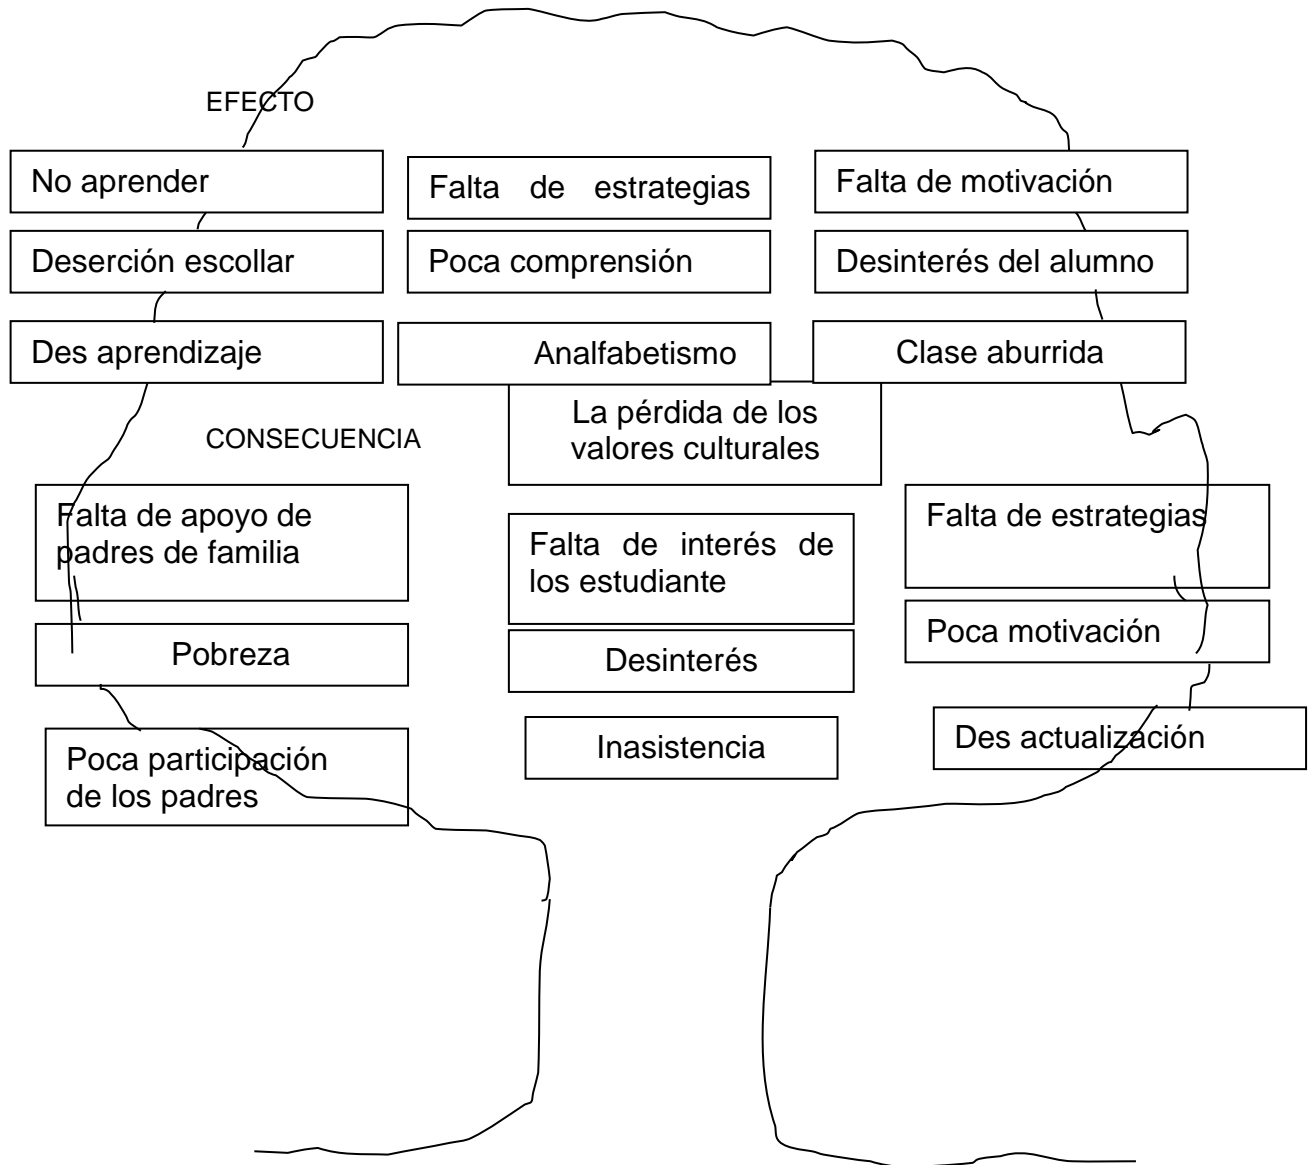 EFECTO
No aprender
Falta de estrategias
Falta de motivación
Deserción escollar
Poca comprensión
Desinterés del alumno
Des aprendizaje
Analfabetismo
Clase aburrida
La pérdida de los
valores culturales
CONSECUENCIA
Falta de apoyo de
padres de familia
Falta de interés de
los estudiante
Falta de estrategias
Pobreza
Desinterés
Poca motivación
Poca participación
de los padres
Inasistencia
Des actualización